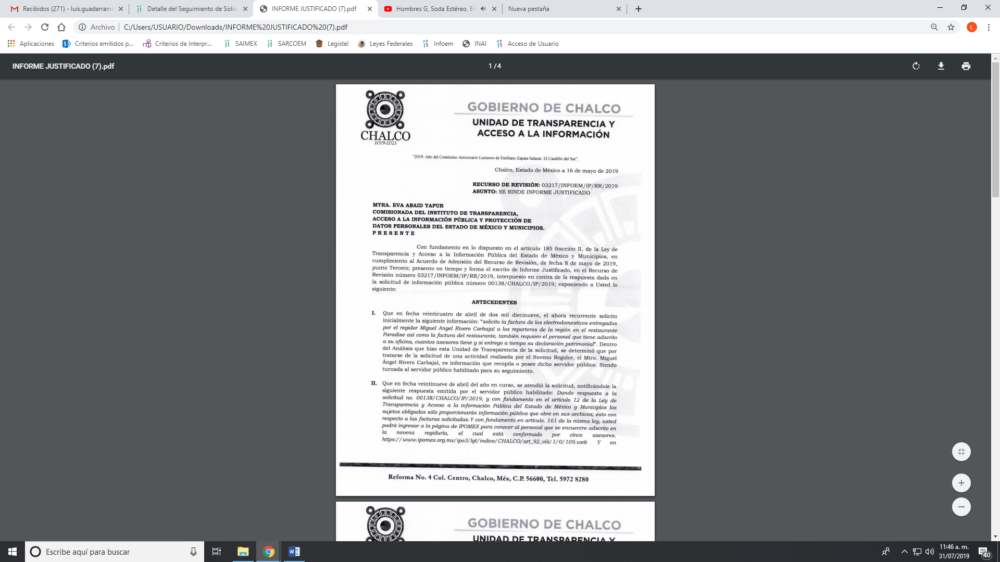 Recibidos (271) - luis.guadarrama
Detalle del Seguimiento de Solici
INFORME JUSTIFICADO (7).pdf
Hombres G, Soda Estéreo, En
Nueva pestaña
Archivo
C:/Users/USUARIO/Downloads/INFORME%20JUSTIFICADO%20(7).pdf
L
Aplicaciones
Criterios emitidos p...
Criterios de Interpr...
SAIMEX
SARCOEM
Legistel
Leyes Federales
Infoem
INAI
Acceso de Usuario
INFORME JUSTIFICADO (7).pdf
1 / 4
CHALCO
2019-2021
GOBIERNO DE CHALCO
UNIDAD DE TRANSPARENCIA Y
ACCESO A LA INFORMACIÓN
"2019. Año del Centésimo Aniversario Luctuoso de Emiliano Zapata Salazar. El Caudillo del Sur".
Chalco, Estado de México a 16 de mayo de 2019
RECURSO DE REVISIÓN: 03217/INFOEM/IP/RR/2019
ASUNTO: SE RINDE INFORME JUSTIFICADO
MTRA. EVA ABAID YAPUR
COMISIONADA DEL INSTITUTO DE TRANSPARENCIA,
ACCESO A LA INFORMACIÓN PÚBLICA Y PROTECCIÓN DE
DATOS PERSONALES DEL ESTADO DE MÉXICO Y MUNICIPIOS.
P R E S E N T E
Con fundamento en lo dispuesto en el artículo 185 fracción II, de la Ley de
Transparencia y Acceso a la Información Pública del Estado de México y Municipios, en
cumplimiento al Acuerdo de Admisión del Recurso de Revisión, de fecha 8 de mayo de 2019,
punto Tercero; presento en tiempo y forma el escrito de Informe Justificado, en el Recurso de
Revisión número 03217/INFOEM/IP/RR/2019, interpuesto en contra de la respuesta dada en
la solicitud de información pública número 00138/CHALCO/IP/2019; exponiendo a Usted lo
siguiente:
ANTECEDENTES
I. Que en fecha veinticuatro de abril de dos mil diecinueve, el ahora recurrente solicito
inicialmente la siguiente información: "solicito la factura de los electrodomesticos entregados
por el regidor Miguel Angel Rivero Carbajal a los reporteros de la región en el restaurante
Paradise así como la factura del restaurante, también requiero el personal que tiene adscrito
a su oficina, cuantos asesores tiene y si entrego a tiempo su declaración patrimonial". Dentro
del Análisis que hizo esta Unidad de Transparencia de la solicitud, se determinó que por
tratarse de la solicitud de una actividad realizada por el Noveno Regidor, el Mtro. Miguel
Ángel Rivero Carbajal, es información que recopila o posee dicho servidor público. Siendo
turnada al servidor público habilitado para su seguimiento.
II. Que en fecha veintinueve de abril del año en curso, se atendió la solicitud, notificándole la
siguiente respuesta emitida por el servidor público habilitado: Dando respuesta a la
solicitud no. 00138/CHALCO/IP/2019, y con fundamento en el artículo 12 de la Ley de
Transparencia y Acceso a la información Pública del Estado de México y Municipios los
sujetos obligados sólo proporcionarán información pública que obre en sus archivos; esto con
respecto a las facturas solicitadas Y con fundamento en artículo. 161 de la misma ley, usted
podrá ingresar a la página de IPOMEX para conocer al personal que se encuentre adscrito en
la novena regiduría, el cual está conformado por cinco asesores.
https://www.ipomex.org.mx/ipo3/lgt/indice/CHALCO/art_92_viii/1/0/109.web Y en
Reforma No. 4 Col. Centro, Chalco, Méx, C.P. 56600, Tel. 5972 8280
GOBIERNO DE CHALCO
UNIDAD DE TRANSPARENCIA Y
Escribe aquí para buscar
11:46 a. m.
31/07/2019
40